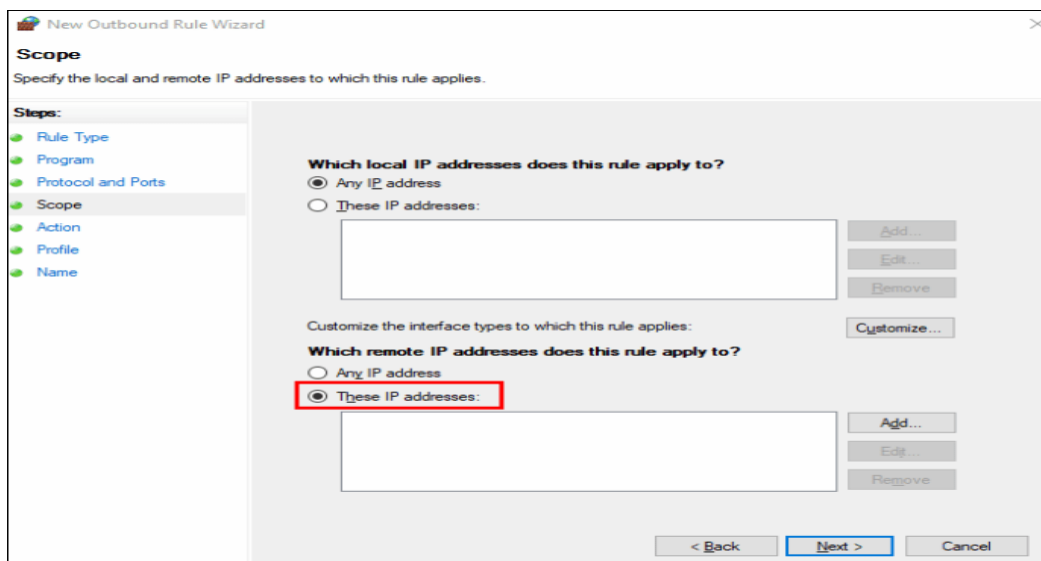 New Outbound Rule Wizard
Scope
Specify the local and remote IP addresses to which this rule applies.
Steps:
Rule Type
Program
Protocol and Ports
Scope
Action
Profile
Name
Which local IP addresses does this rule apply to?
Any IP address
These IP addresses:
Add...
Edit...
Remove
Customize the interface types to which this rule applies:
Customize...
Which remote IP addresses does this rule apply to?
Any IP address
These IP addresses:
Add...
Edit...
Remove
< Back
Next >
Cancel